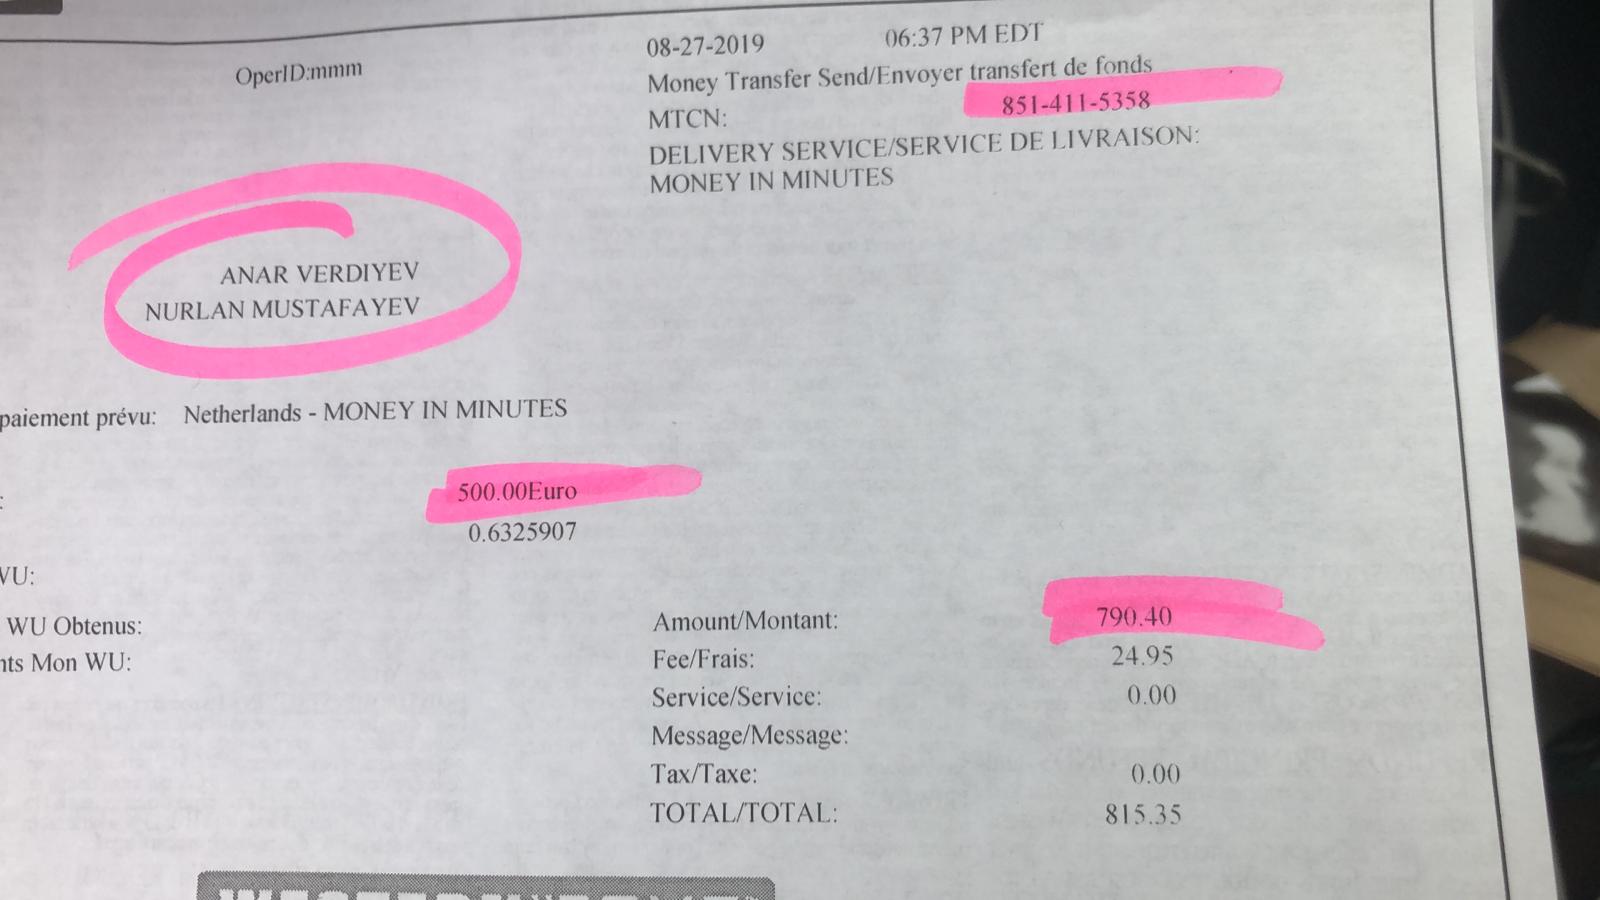 OperID:mmm
08-27-2019 06:37 PM EDT
Money Transfer Send/Envoyer transfert de fonds
MTCN: 851-411-5358
DELIVERY SERVICE/SERVICE DE LIVRAISON:
MONEY IN MINUTES
ANAR VERDIYEV
NURLAN MUSTAFAYEV
paiement prévu: Netherlands - MONEY IN MINUTES
500.00Euro
0.6325907
WU:
WU Obtenus:
nts Mon WU:
Amount/Montant: 790.40
Fee/Frais: 24.95
Service/Service: 0.00
Message/Message:
Tax/Taxe: 0.00
TOTAL/TOTAL: 815.35